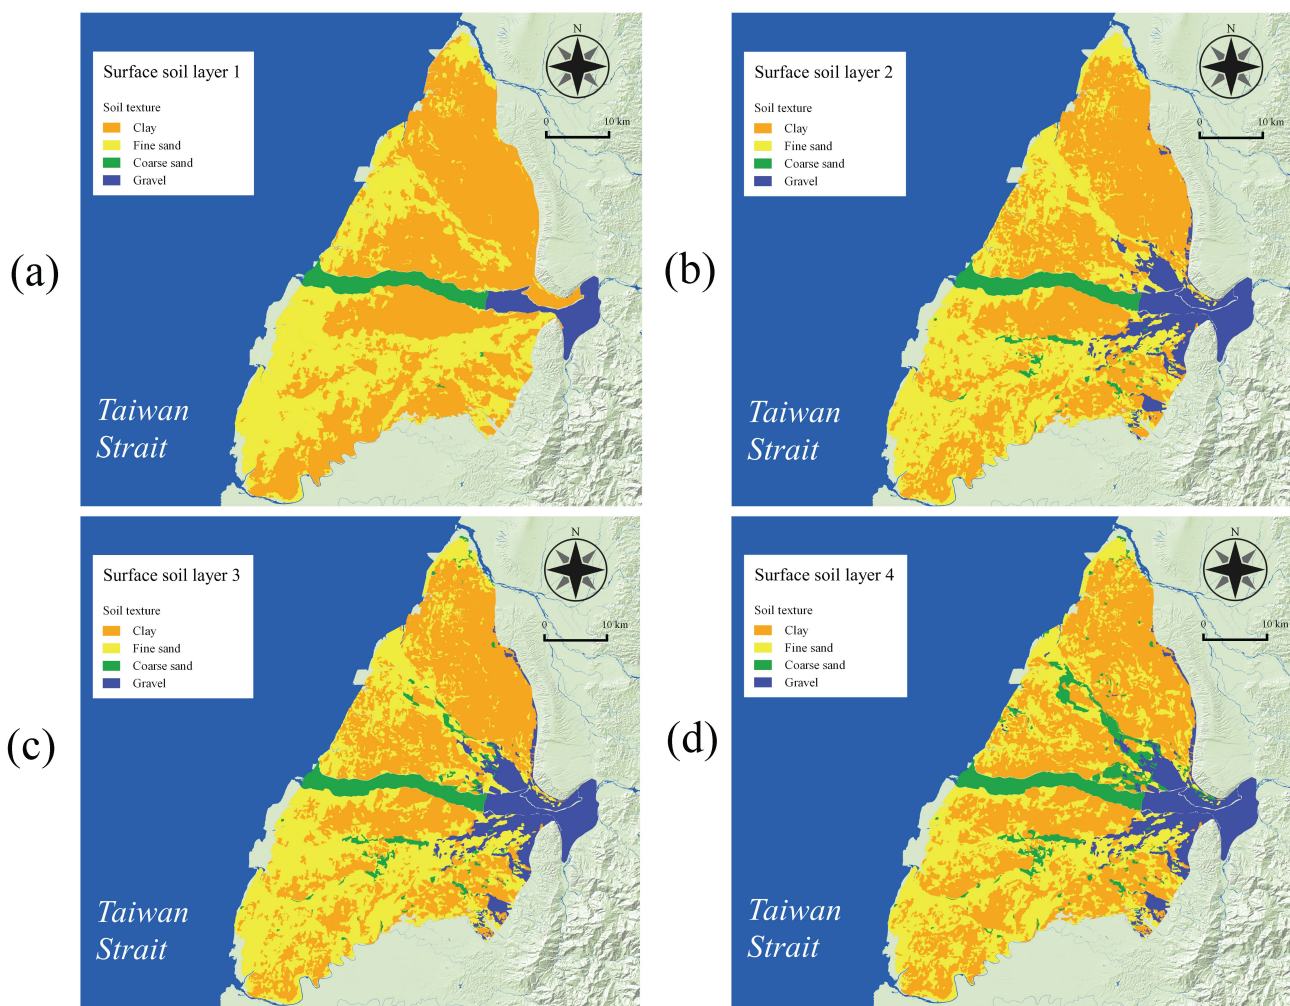 (a)
Surface soil layer 1
Soil texture
Clay
Fine sand
Coarse sand
Gravel
N
0 10 km
Taiwan
Strait
(b)
Surface soil layer 2
Soil texture
Clay
Fine sand
Coarse sand
Gravel
N
0 10 km
Taiwan
Strait
(c)
Surface soil layer 3
Soil texture
Clay
Fine sand
Coarse sand
Gravel
N
0 10 km
Taiwan
Strait
(d)
Surface soil layer 4
Soil texture
Clay
Fine sand
Coarse sand
Gravel
N
0 10 km
Taiwan
Strait